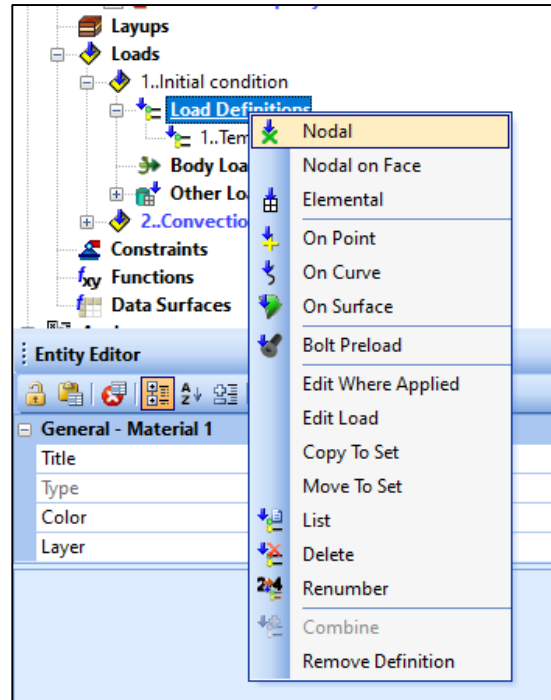 Layups
Loads
1..Initial condition
Load Definitions
1..Tem
Body Loa
Other Lo
2..Convectio
Constraints
fxy Functions
Data Surfaces
Nodal
Nodal on Face
Elemental
On Point
On Curve
On Surface
Bolt Preload
Edit Where Applied
Edit Load
Copy To Set
Move To Set
List
Delete
Renumber
Combine
Remove Definition
Entity Editor
General - Material 1
Title
Type
Color
Layer